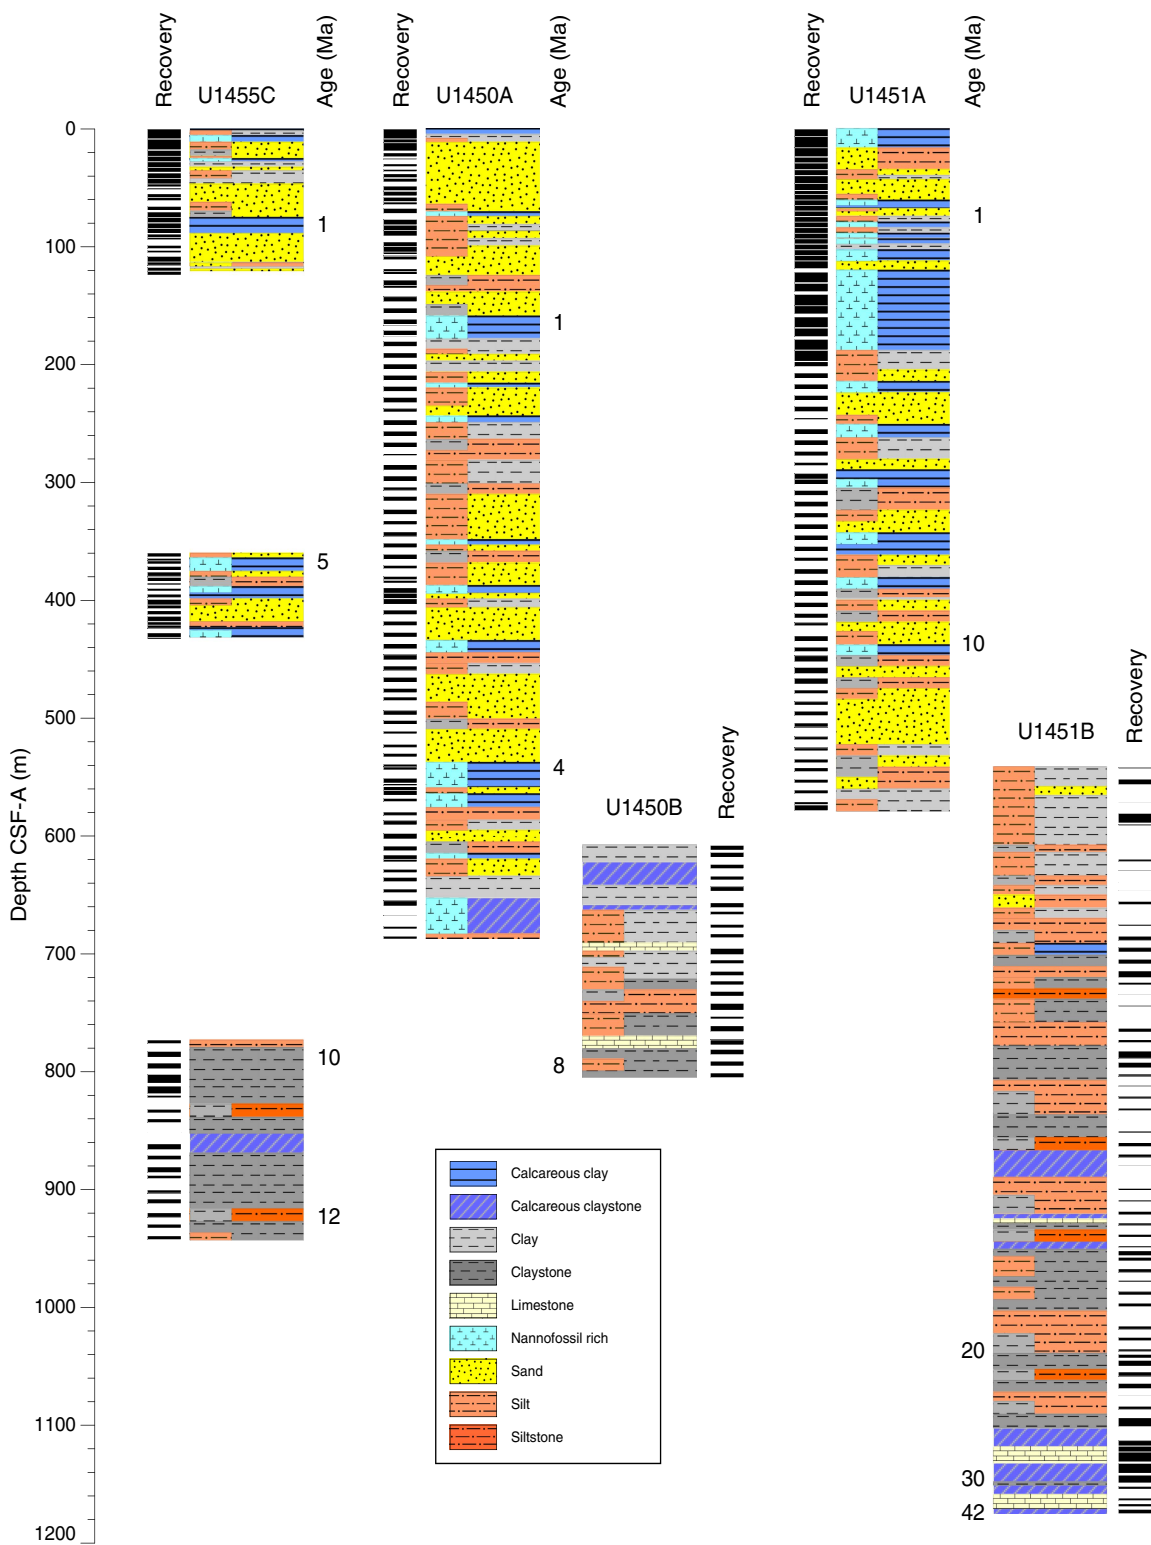 Recovery
Age (Ma)
Recovery
Age (Ma)
Recovery
Age (Ma)
U1455C
U1450A
U1451A
Depth CSF-A (m)
0
100
200
300
400
500
600
700
800
900
1000
1100
1200
1
5
10
12
1
4
8
U1450B
Recovery
1
10
U1451B
Recovery
20
30
42
Calcareous clay
Calcareous claystone
Clay
Claystone
Limestone
Nannofossil rich
Sand
Silt
Siltstone